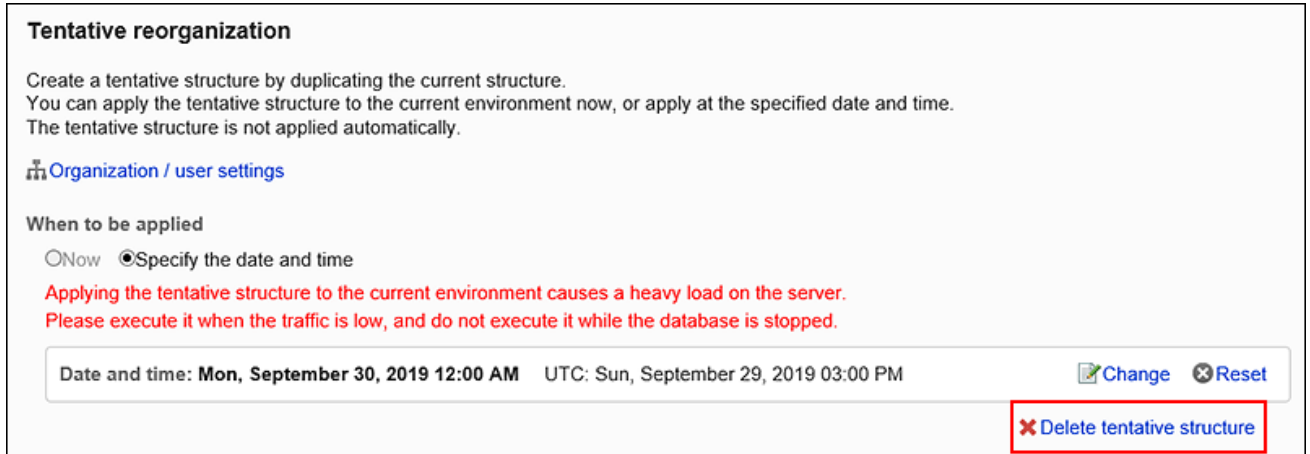 Tentative reorganization
Create a tentative structure by duplicating the current structure.
You can apply the tentative structure to the current environment now, or apply at the specified date and time.
The tentative structure is not applied automatically.
Organization / user settings
When to be applied
Now Specify the date and time
Applying the tentative structure to the current environment causes a heavy load on the server.
Please execute it when the traffic is low, and do not execute it while the database is stopped.
Date and time: Mon, September 30, 2019 12:00 AM UTC: Sun, September 29, 2019 03:00 PM Change Reset
Delete tentative structure